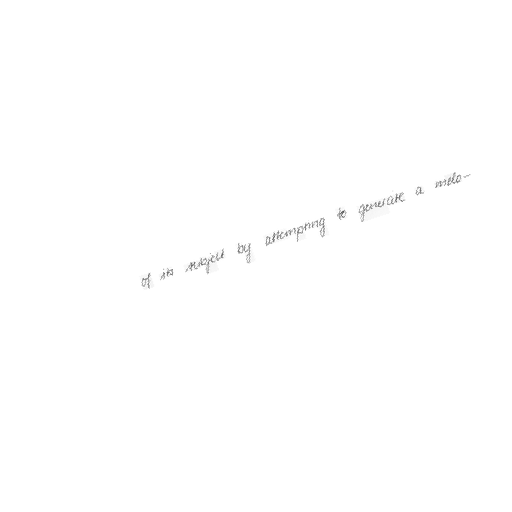 of its subject by attempting to generate a melo-